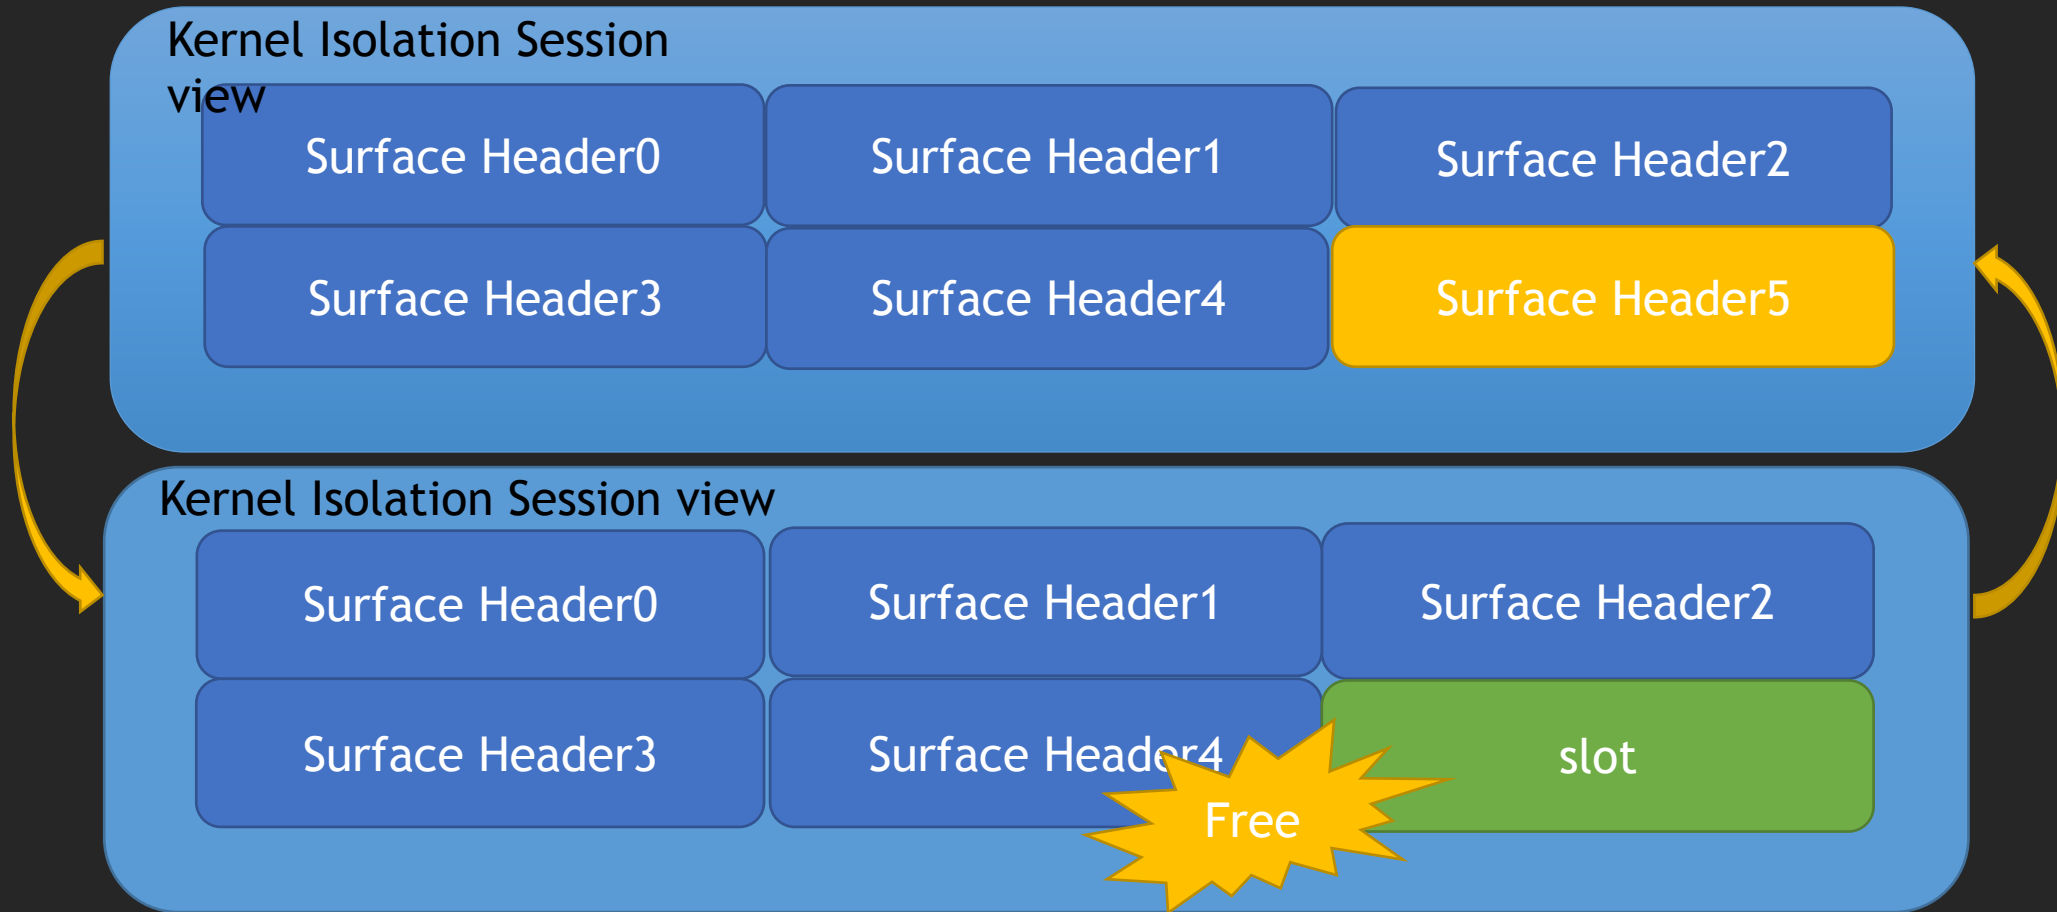 Kernel Isolation Session
view
Surface Header0
Surface Header1
Surface Header2
Surface Header3
Surface Header4
Surface Header5
Kernel Isolation Session view
Surface Header0
Surface Header1
Surface Header2
Surface Header3
Surface Header4
slot
Free